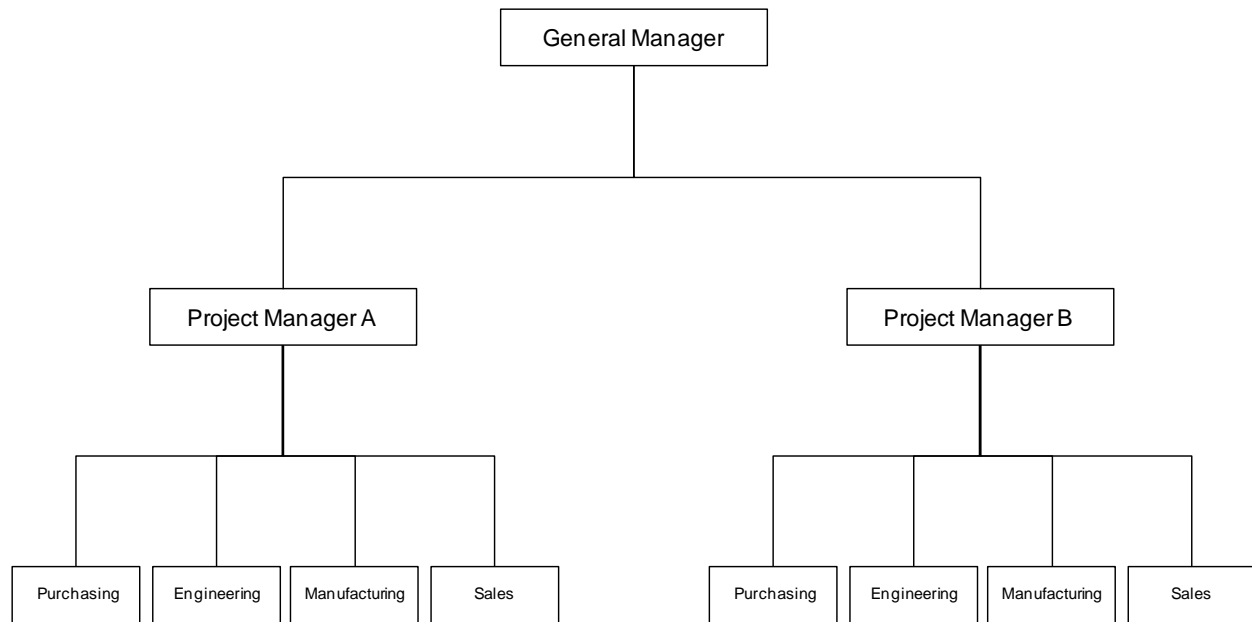 General Manager
Project Manager A
Project Manager B
Purchasing
Engineering
Manufacturing
Sales
Purchasing
Engineering
Manufacturing
Sales